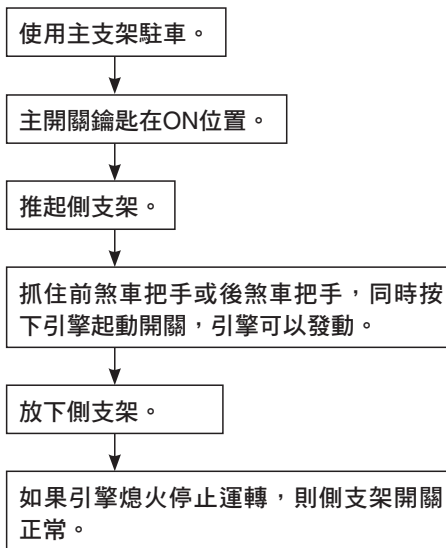 使用主支架駐車。
主開關鑰匙在ON位置。
推起側支架。
抓住前煞車把手或後煞車把手，同時按
下引擎起動開關，引擎可以發動。
放下側支架。
如果引擎熄火停止運轉，則側支架開關
正常。